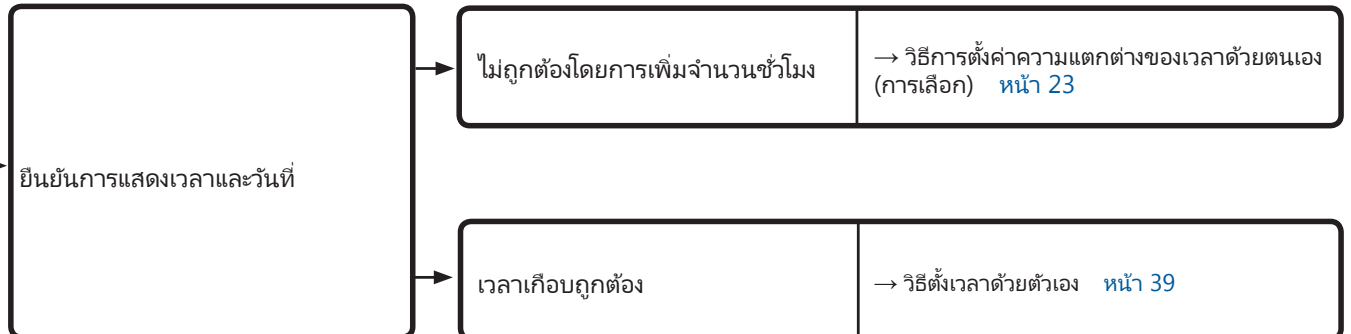 ยืนยันการแสดงเวลาและวันที่
ไม่ถูกต้องโดยการเพิ่มจำนวนชั่วโมง
→ วิธีการตั้งค่าความแตกต่างของเวลาด้วยตนเอง
(การเลือก) หน้า 23
เวลาเกือบถูกต้อง
→ วิธีตั้งเวลาด้วยตัวเอง หน้า 39